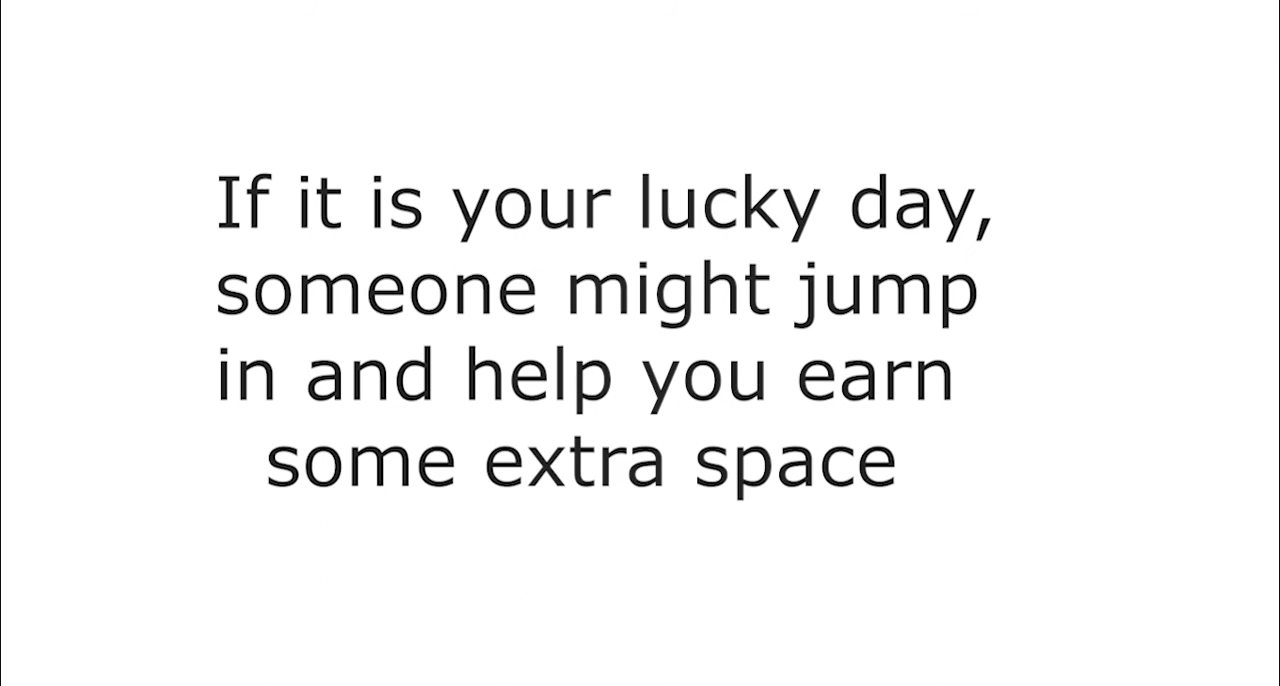 If it is your lucky day,
someone might jump
in and help you earn
some extra space